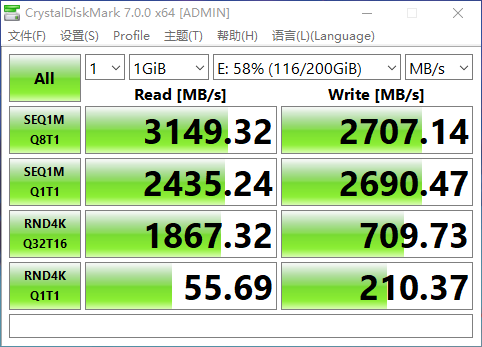 CrystalDiskMark 7.0.0 x64 [ADMIN]
文件(F) 设置(S) Profile 主题(T) 帮助(H) 语言(L)(Language)
All 1 1GiB E: 58% (116/200GiB) MB/s
Read [MB/s] Write [MB/s]
SEQ1M
Q8T1 3149.32 2707.14
SEQ1M
Q1T1 2435.24 2690.47
RND4K
Q32T16 1867.32 709.73
RND4K
Q1T1 55.69 210.37